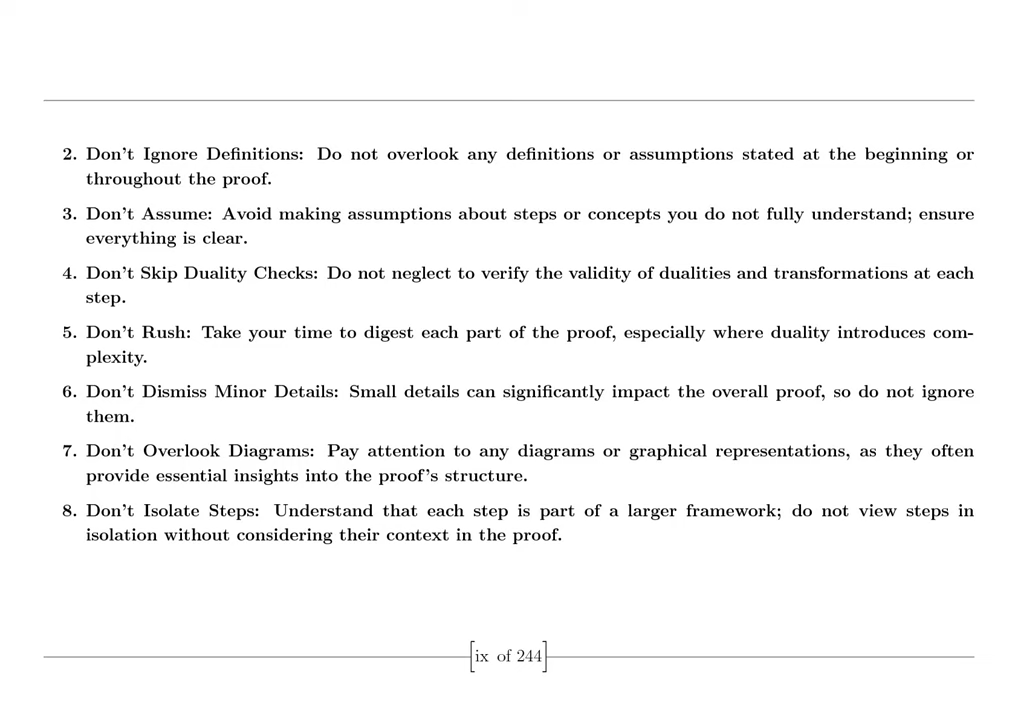 2. Don't Ignore Definitions: Do not overlook any definitions or assumptions stated at the beginning or
throughout the proof.
3. Don't Assume: Avoid making assumptions about steps or concepts you do not fully understand; ensure
everything is clear.
4. Don't Skip Duality Checks: Do not neglect to verify the validity of dualities and transformations at each
step.
5. Don't Rush: Take your time to digest each part of the proof, especially where duality introduces com-
plexity.
6. Don't Dismiss Minor Details: Small details can significantly impact the overall proof, so do not ignore
them.
7. Don't Overlook Diagrams: Pay attention to any diagrams or graphical representations, as they often
provide essential insights into the proof's structure.
8. Don't Isolate Steps: Understand that each step is part of a larger framework; do not view steps in
isolation without considering their context in the proof.
ix of 244